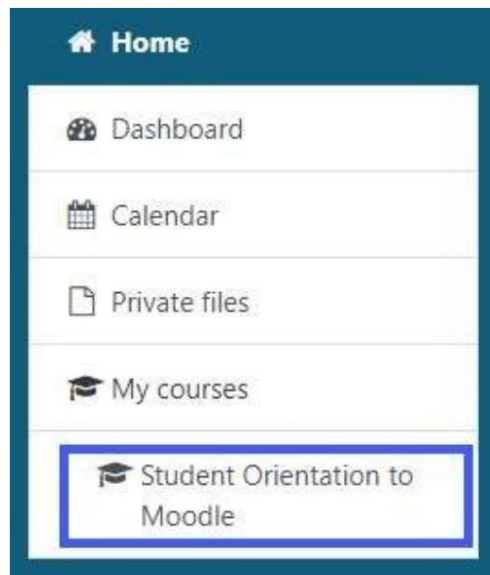 Home
Dashboard
Calendar
Private files
My courses
Student Orientation to
Moodle